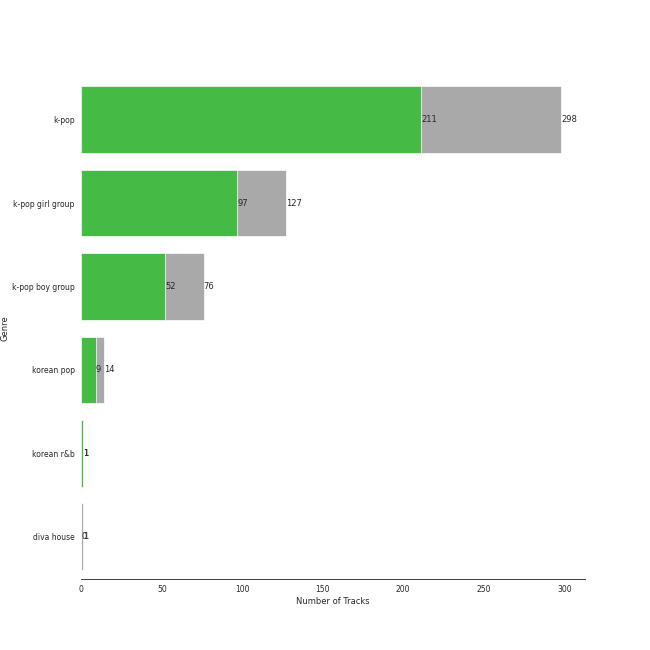 k-pop 211 298
k-pop girl group 97 127
k-pop boy group 52 76
korean pop 9 14
korean r&b 1 1
diva house 0 1
Genre
0 50 100 150 200 250 300
Number of Tracks